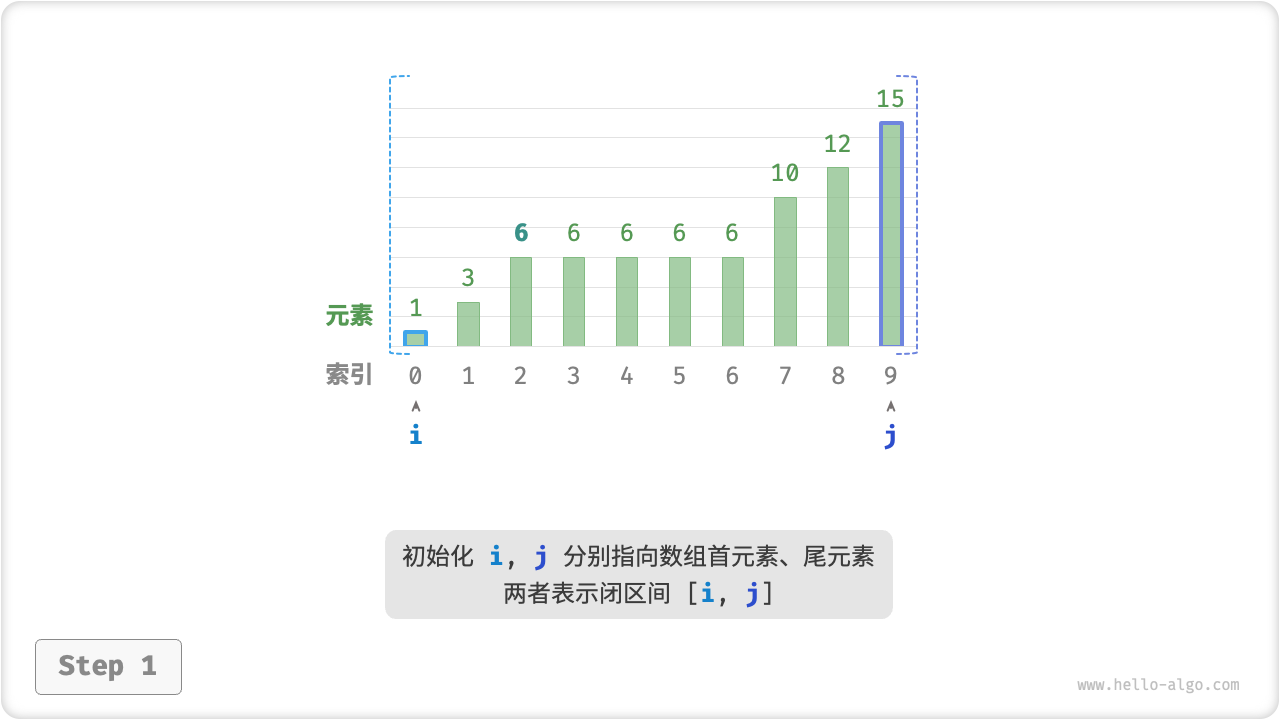 15
12
10
6 6 6 6 6
3
元素 1
索引 0 1 2 3 4 5 6 7 8 9
i j
初始化 i, j 分别指向数组首元素、尾元素
两者表示闭区间 [i, j]
Step 1
www.hello-algo.com